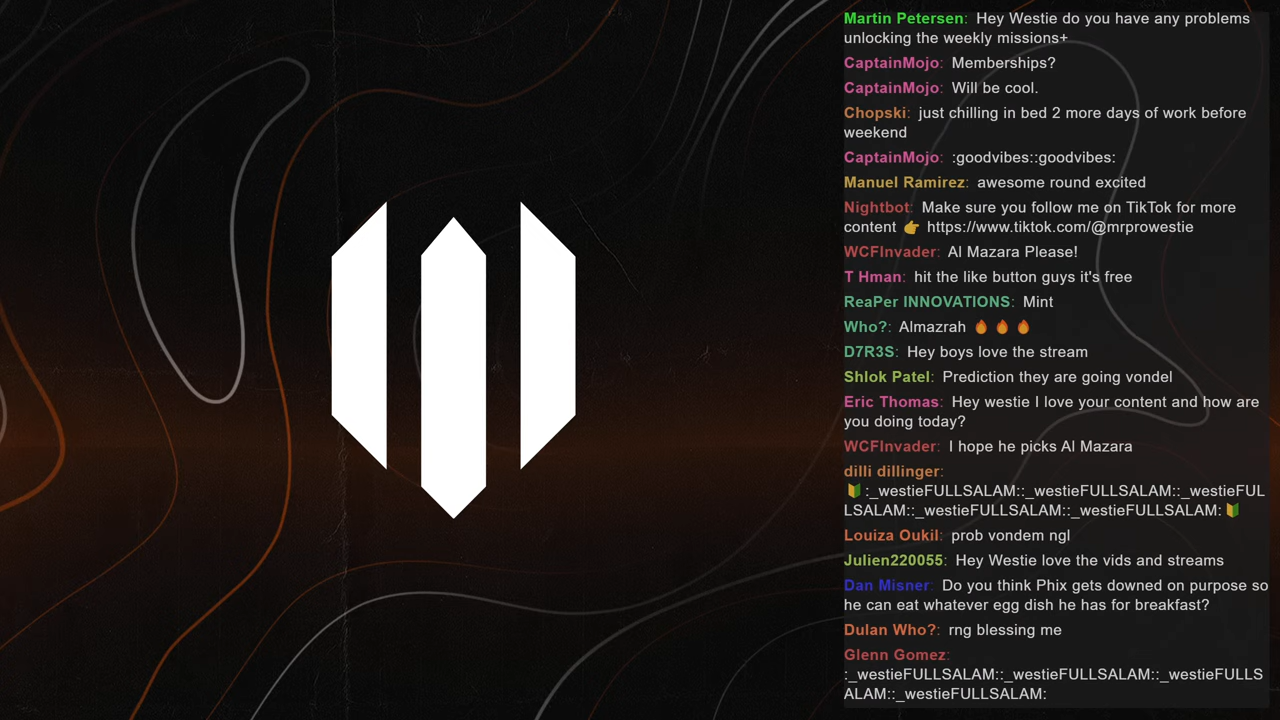 Martin Petersen: Hey Westie do you have any problems
unlocking the weekly missions+
CaptainMojo: Memberships?
CaptainMojo: Will be cool.
Chopski: just chilling in bed 2 more days of work before
weekend
CaptainMojo: :goodvibes::goodvibes:
Manuel Ramirez: awesome round excited
Nightbot: Make sure you follow me on TikTok for more
content 👉 https://www.tiktok.com/@mrprowestie
WCFInvader: Al Mazara Please!
T Hman: hit the like button guys it's free
ReaPer INNOVATIONS: Mint
Who?: Almazrah 🔥 🔥 🔥
D7R3S: Hey boys love the stream
Shlok Patel: Prediction they are going vondel
Eric Thomas: Hey westie I love your content and how are
you doing today?
WCFInvader: I hope he picks Al Mazara
dilli dillinger:
🔰:_westieFULLSALAM::_westieFULLSALAM::_westieFUL
LSALAM::_westieFULLSALAM::_westieFULLSALAM:🔰
Louiza Oukil: prob vondem ngl
Julien220055: Hey Westie love the vids and streams
Dan Misner: Do you think Phix gets downed on purpose so
he can eat whatever egg dish he has for breakfast?
Dulan Who?: rng blessing me
Glenn Gomez:
:_westieFULLSALAM::_westieFULLSALAM::_westieFULLS
ALAM::_westieFULLSALAM: